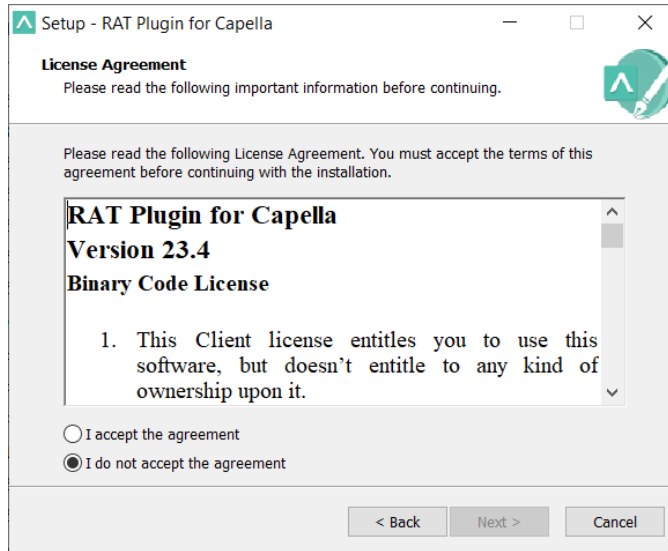 Setup - RAT Plugin for Capella
License Agreement
Please read the following important information before continuing.
Please read the following License Agreement. You must accept the terms of this
agreement before continuing with the installation.
RAT Plugin for Capella
Version 23.4
Binary Code License
1. This Client license entitles you to use this
software, but doesn’t entitle to any kind of
ownership upon it.
I accept the agreement
I do not accept the agreement
< Back Next > Cancel